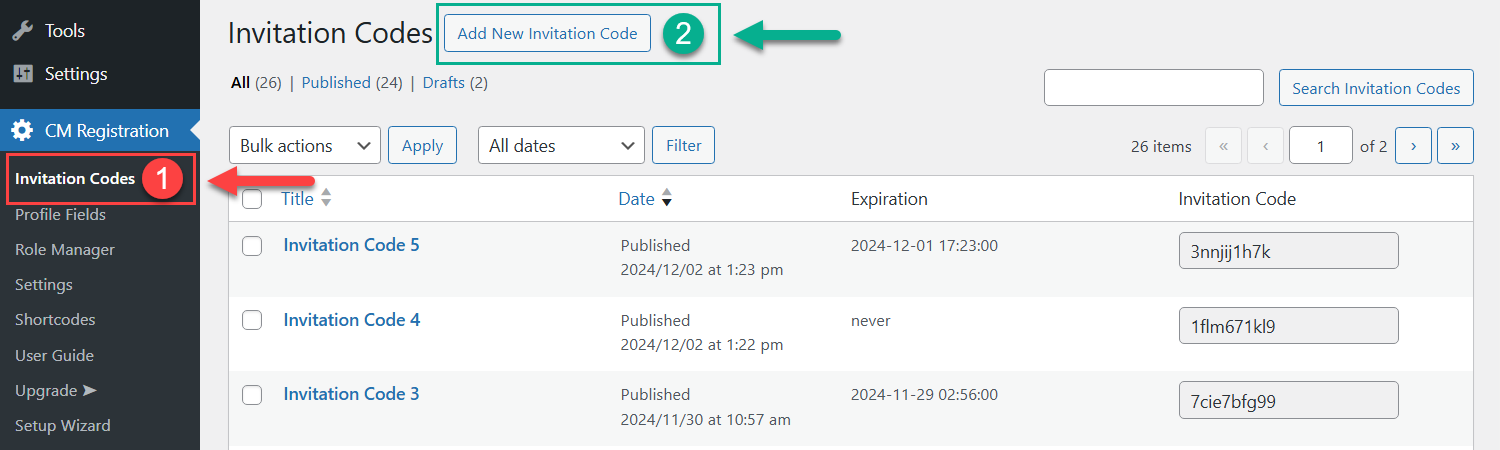 Tools
Settings
CM Registration
Invitation Codes 1
Profile Fields
Role Manager
Settings
Shortcodes
User Guide
Upgrade ➤
Setup Wizard
Invitation Codes Add New Invitation Code 2
All (26) | Published (24) | Drafts (2)
Search Invitation Codes
Bulk actions Apply All dates Filter 26 items « ‹ 1 of 2 › »
Title Date Expiration Invitation Code
Invitation Code 5 Published 2024-12-01 17:23:00 3nnjij1h7k
2024/12/02 at 1:23 pm
Invitation Code 4 Published never 1flm671kl9
2024/12/02 at 1:22 pm
Invitation Code 3 Published 2024-11-29 02:56:00 7cie7bfg99
2024/11/30 at 10:57 am